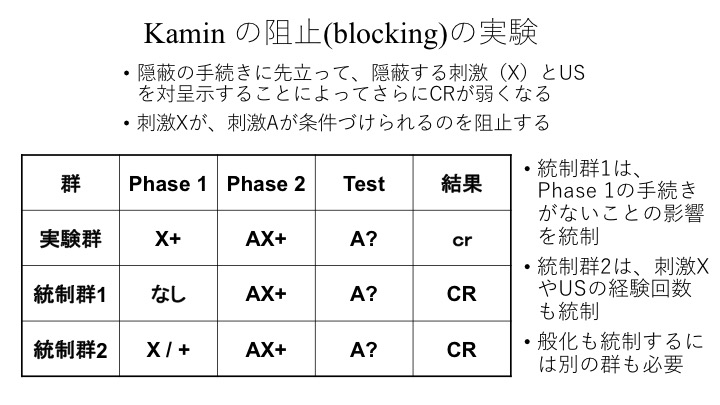 Kamin の阻止(blocking)の実験
• 隠蔽の手続きに先立って、隠蔽する刺激（X）とUS
を対呈示することによってさらにCRが弱くなる
• 刺激Xが、刺激Aが条件づけられるのを阻止する
群 Phase 1 Phase 2 Test 結果
実験群 X+ AX+ A? cr
統制群1 なし AX+ A? CR
統制群2 X / + AX+ A? CR
• 統制群1は、
Phase 1の手続き
がないことの影響
を統制
• 統制群2は、刺激X
やUSの経験回数
も統制
• 般化も統制するに
は別の群も必要